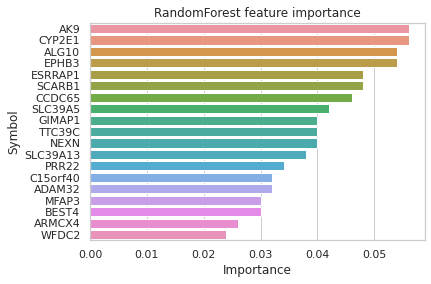 RandomForest feature importance
AK9
CYP2E1
ALG10
EPHB3
ESRRAP1
SCARB1
CCDC65
SLC39A5
GIMAP1
TTC39C
NEXN
SLC39A13
PRR22
C15orf40
ADAM32
MFAP3
BEST4
ARMCX4
WFDC2
Symbol
0.00 0.01 0.02 0.03 0.04 0.05
Importance